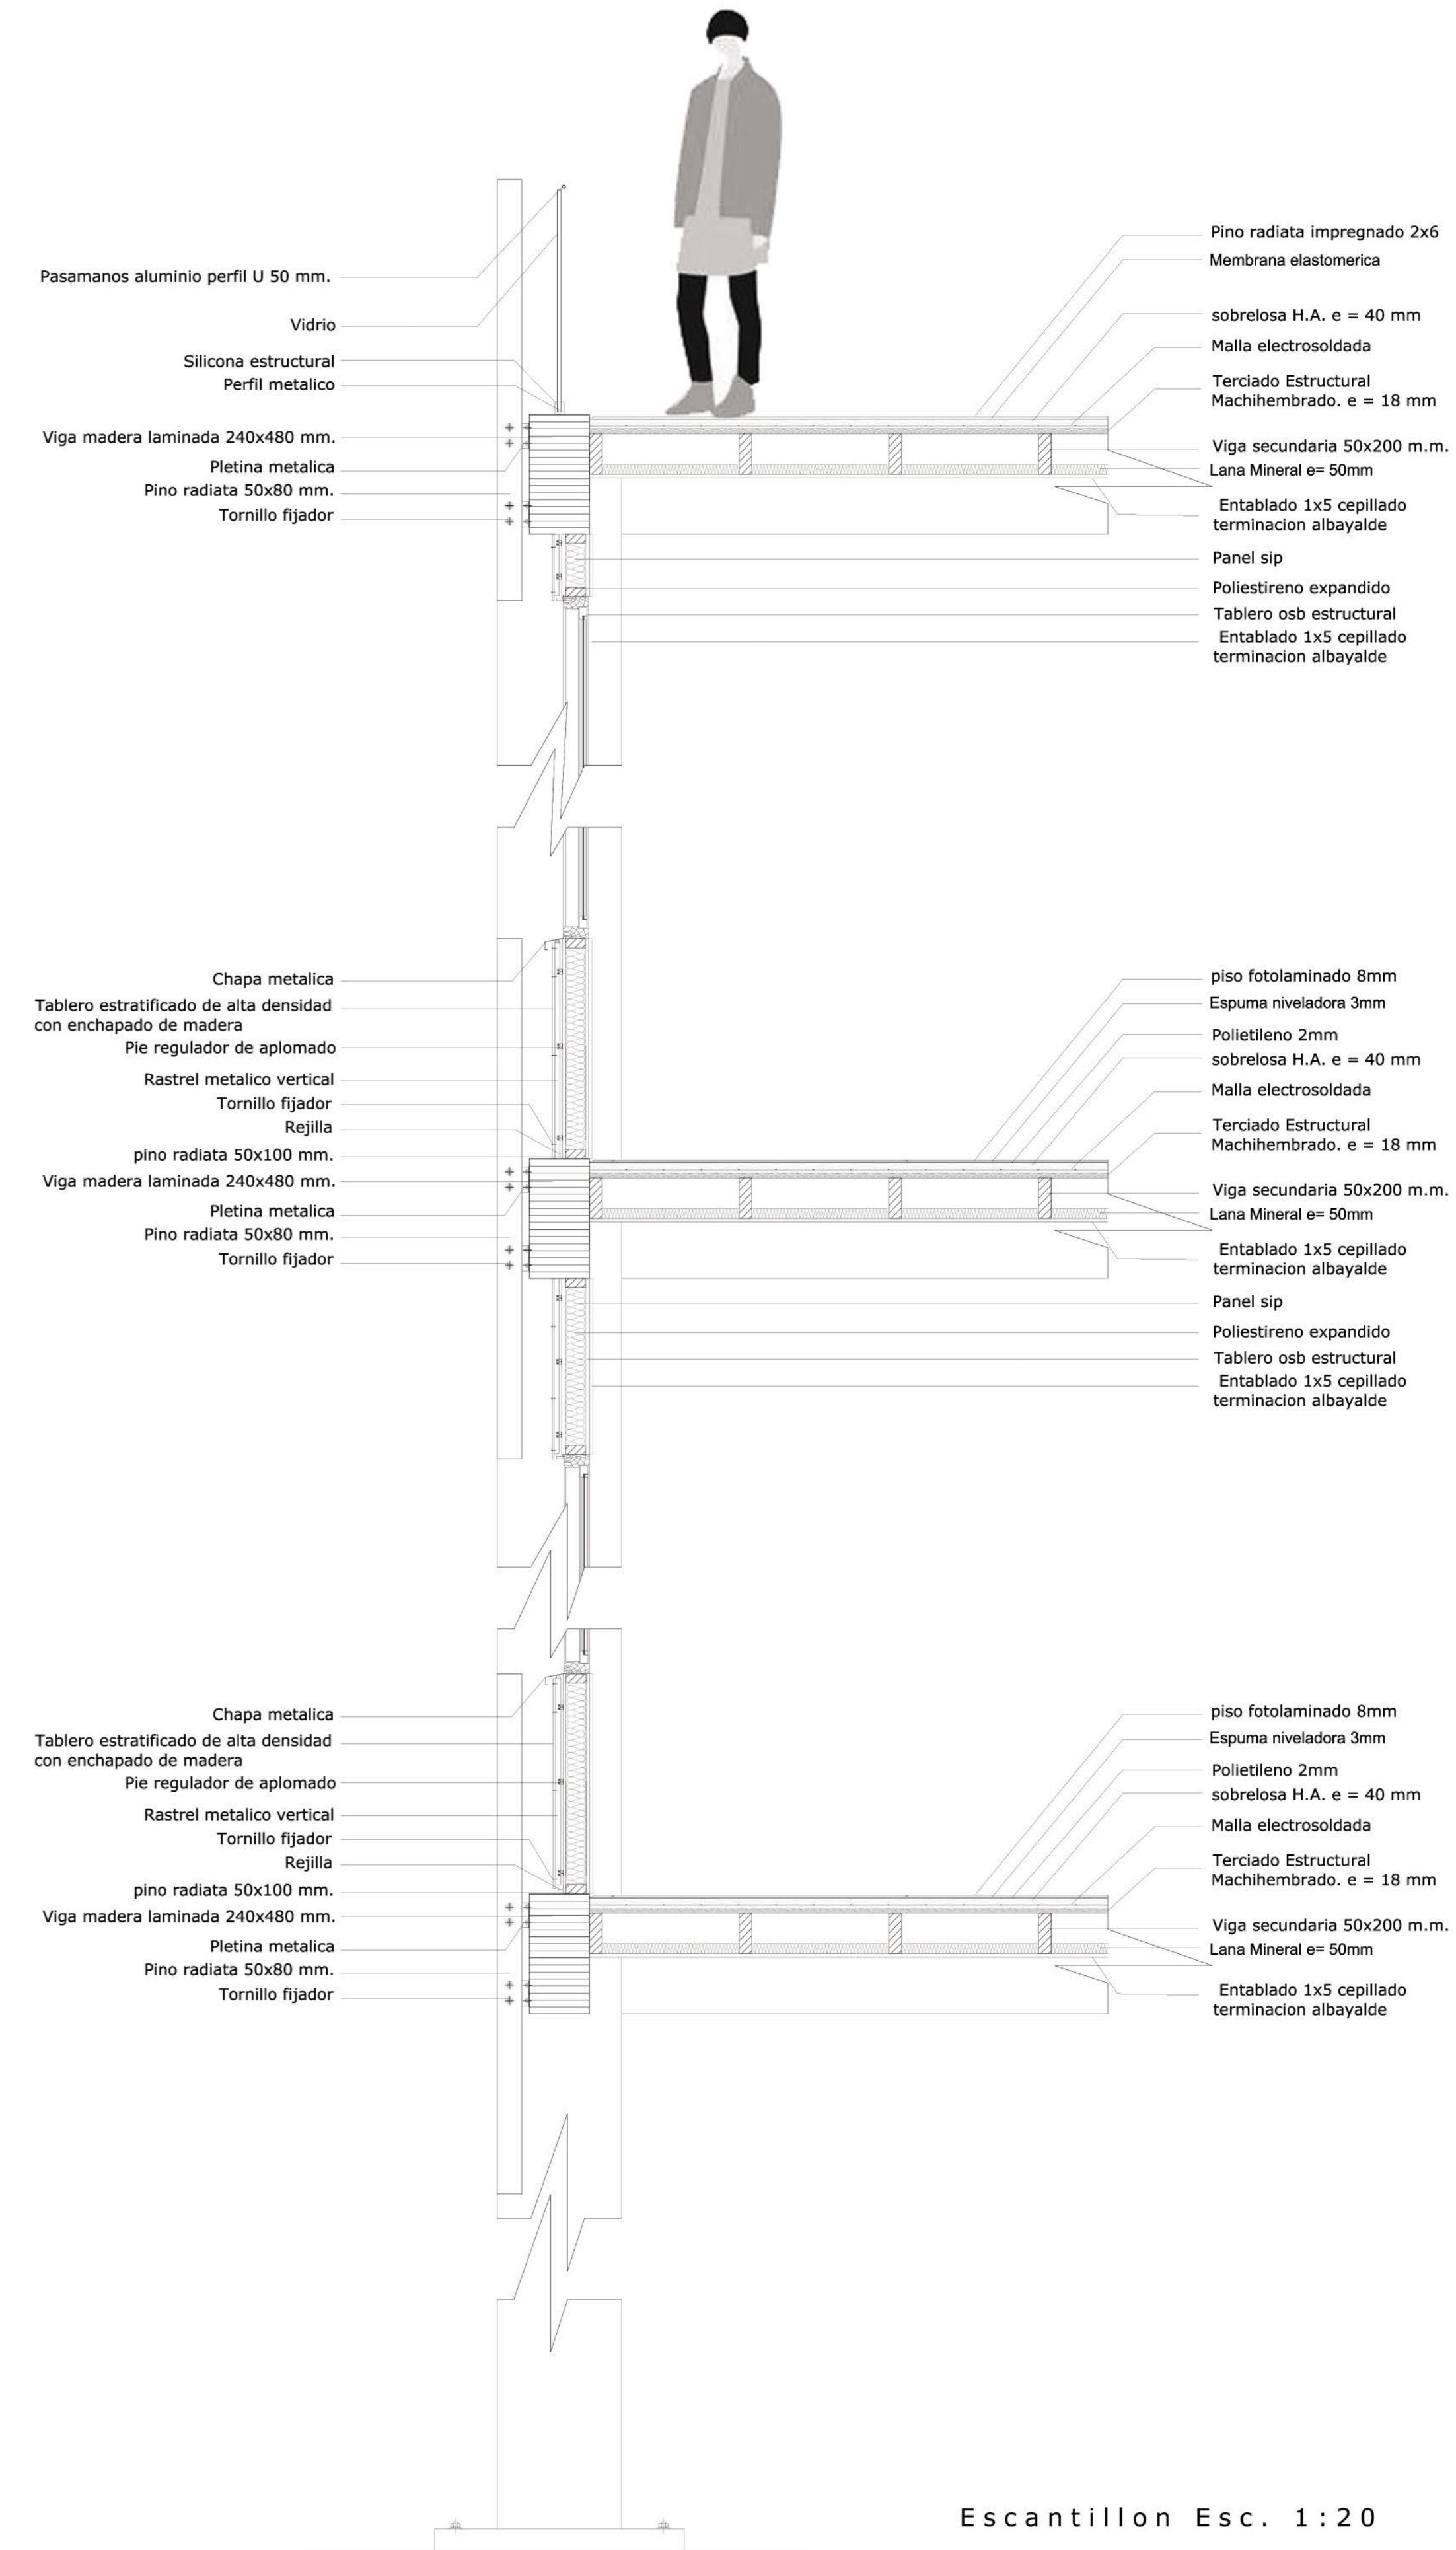 Pasamanos aluminio perfil U 50 mm.
Vidrio
Silicona estructural
Perfil metalico
Viga madera laminada 240x480 mm.
Pletina metalica
Pino radiata 50x80 mm.
Tornillo fijador
Pino radiata impregnado 2x6
Membrana elastomerica
sobrelosa H.A. e = 40 mm
Malla electrosoldada
Terciado Estructural
Machihembrado. e = 18 mm
Viga secundaria 50x200 m.m.
Lana Mineral e= 50mm
Entablado 1x5 cepillado
terminacion albayalde
Panel sip
Poliestireno expandido
Tablero osb estructural
Entablado 1x5 cepillado
terminacion albayalde
Chapa metalica
Tablero estratificado de alta densidad
con enchapado de madera
Pie regulador de aplomado
Rastrel metalico vertical
Tornillo fijador
Rejilla
pino radiata 50x100 mm.
Viga madera laminada 240x480 mm.
Pletina metalica
Pino radiata 50x80 mm.
Tornillo fijador
piso fotolaminado 8mm
Espuma niveladora 3mm
Polietileno 2mm
sobrelosa H.A. e = 40 mm
Malla electrosoldada
Terciado Estructural
Machihembrado. e = 18 mm
Viga secundaria 50x200 m.m.
Lana Mineral e= 50mm
Entablado 1x5 cepillado
terminacion albayalde
Panel sip
Poliestireno expandido
Tablero osb estructural
Entablado 1x5 cepillado
terminacion albayalde
Chapa metalica
Tablero estratificado de alta densidad
con enchapado de madera
Pie regulador de aplomado
Rastrel metalico vertical
Tornillo fijador
Rejilla
pino radiata 50x100 mm.
Viga madera laminada 240x480 mm.
Pletina metalica
Pino radiata 50x80 mm.
Tornillo fijador
piso fotolaminado 8mm
Espuma niveladora 3mm
Polietileno 2mm
sobrelosa H.A. e = 40 mm
Malla electrosoldada
Terciado Estructural
Machihembrado. e = 18 mm
Viga secundaria 50x200 m.m.
Lana Mineral e= 50mm
Entablado 1x5 cepillado
terminacion albayalde
Escantillon Esc. 1:20